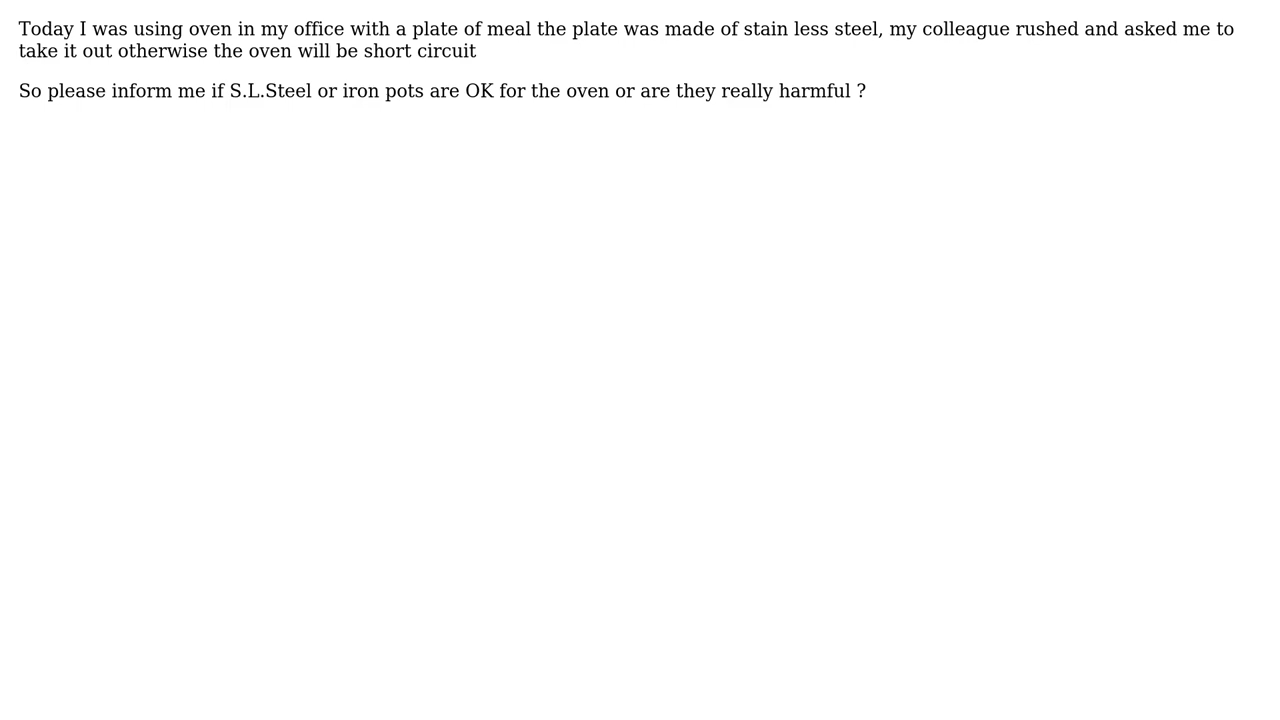 Today I was using oven in my office with a plate of meal the plate was made of stain less steel, my colleague rushed and asked me to
take it out otherwise the oven will be short circuit
So please inform me if S.L.Steel or iron pots are OK for the oven or are they really harmful ?